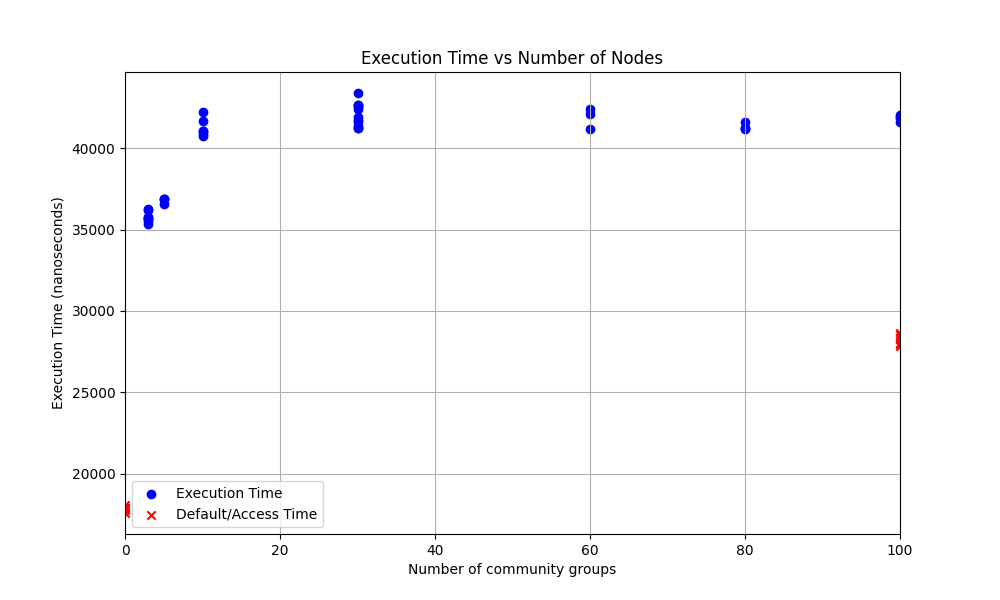 Execution Time vs Number of Nodes
Execution Time (nanoseconds)
40000
35000
30000
25000
20000
Execution Time
Default/Access Time
0 20 40 60 80 100
Number of community groups